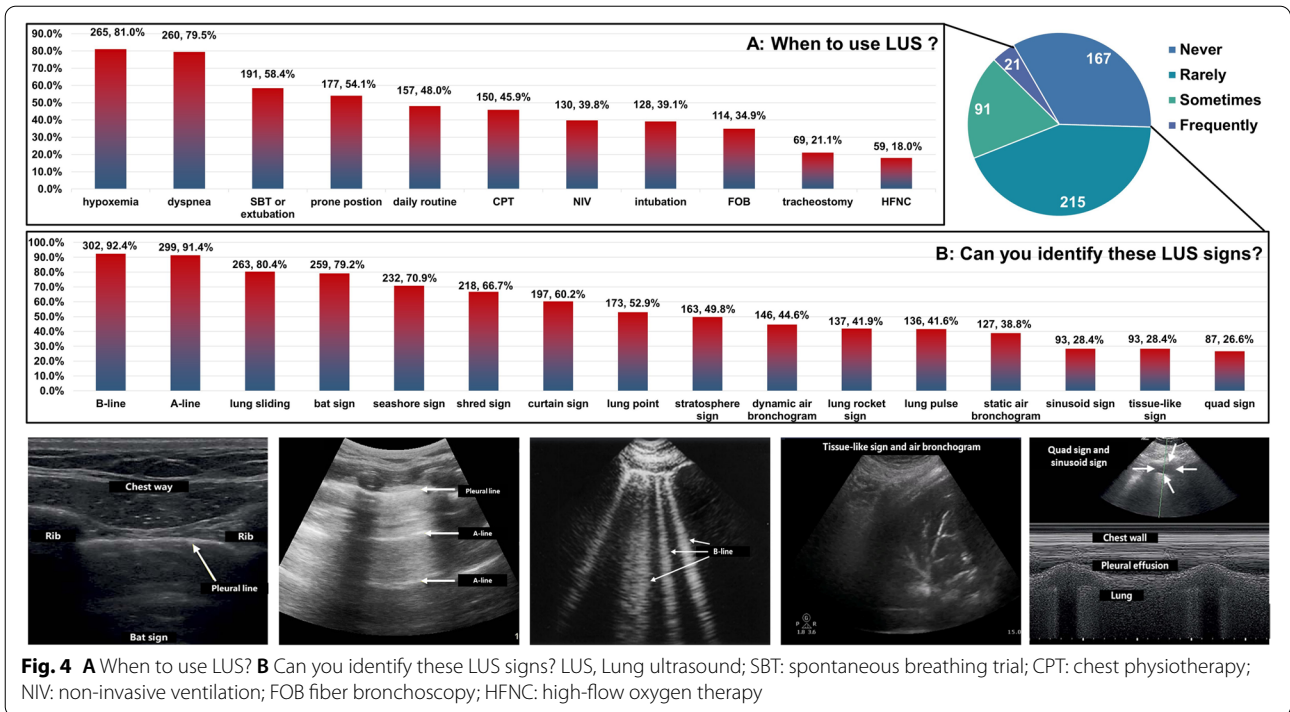 A: When to use LUS ?
90.0%
80.0%
70.0%
60.0%
50.0%
40.0%
30.0%
20.0%
10.0%
0.0%
265, 81.0%
260, 79.5%
191, 58.4%
177, 54.1%
157, 48.0%
150, 45.9%
130, 39.8%
128, 39.1%
114, 34.9%
69, 21.1%
59, 18.0%
hypoxemia
dyspnea
SBT or
extubation
prone postion
daily routine
CPT
NIV
intubation
FOB
tracheostomy
HFNC
21
167
91
215
Never
Rarely
Sometimes
Frequently
B: Can you identify these LUS signs?
100.0%
90.0%
80.0%
70.0%
60.0%
50.0%
40.0%
30.0%
20.0%
10.0%
0.0%
302, 92.4%
299, 91.4%
263, 80.4%
259, 79.2%
232, 70.9%
218, 66.7%
197, 60.2%
173, 52.9%
163, 49.8%
146, 44.6%
137, 41.9%
136, 41.6%
127, 38.8%
93, 28.4%
93, 28.4%
87, 26.6%
B-line
A-line
lung sliding
bat sign
seashore sign
shred sign
curtain sign
lung point
stratosphere
sign
dynamic air
bronchogram
lung rocket
sign
lung pulse
static air
bronchogram
sinusoid sign
tissue-like
sign
quad sign
Chest way
Rib
Rib
Pleural line
Bat sign
Pleural line
A-line
A-line
1
B-line
Tissue-like sign and air bronchogram
G
P R
1.8 3.6
15.8
Quad sign and
sinusoid sign
Chest wall
Pleural effusion
Lung
Fig. 4 A When to use LUS? B Can you identify these LUS signs? LUS, Lung ultrasound; SBT: spontaneous breathing trial; CPT: chest physiotherapy;
NIV: non-invasive ventilation; FOB fiber bronchoscopy; HFNC: high-flow oxygen therapy